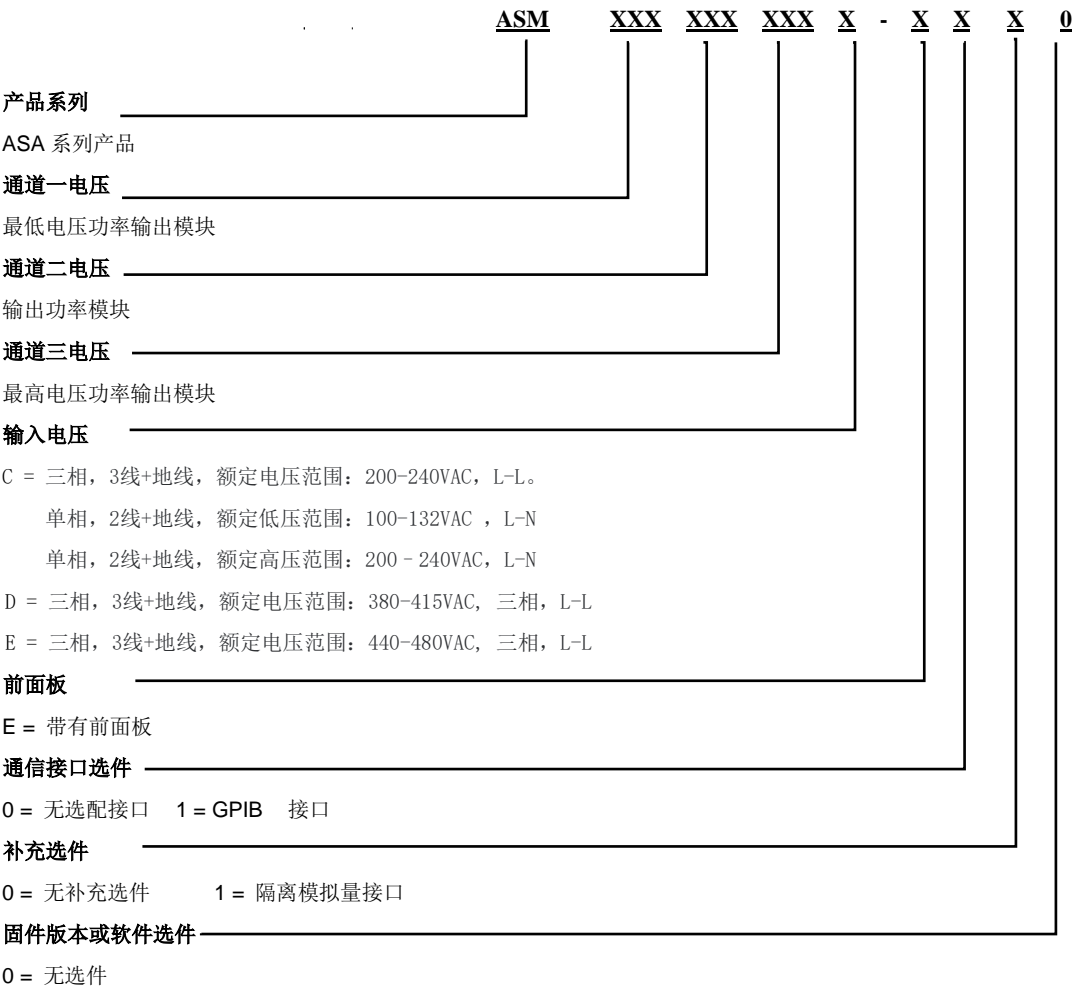 ASM XXX XXX XXX X - X X X 0
产品系列
ASA 系列产品
通道一电压
最低电压功率输出模块
通道二电压
输出功率模块
通道三电压
最高电压功率输出模块
输入电压
C = 三相，3线+地线，额定电压范围：200-240VAC，L-L。
单相，2线+地线，额定低压范围：100-132VAC ，L-N
单相，2线+地线，额定高压范围：200–240VAC，L-N
D = 三相，3线+地线，额定电压范围：380-415VAC, 三相，L-L
E = 三相，3线+地线，额定电压范围：440-480VAC, 三相，L-L
前面板
E = 带有前面板
通信接口选件
0 = 无选配接口 1 = GPIB 接口
补充选件
0 = 无补充选件 1 = 隔离模拟量接口
固件版本或软件选件
0 = 无选件